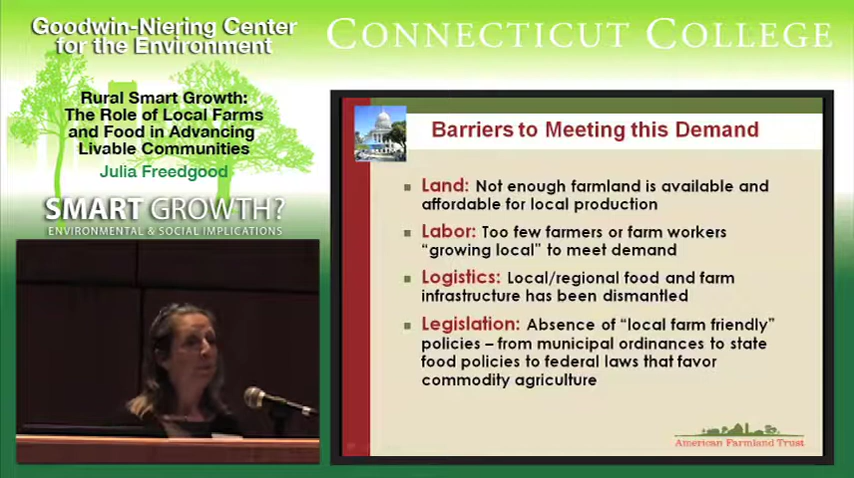 Goodwin-Niering Center
for the Environment
CONNECTICUT COLLEGE
Rural Smart Growth:
The Role of Local Farms
and Food in Advancing
Livable Communities
Julia Freedgood
SMART GROWTH?
ENVIRONMENTAL & SOCIAL IMPLICATIONS
Barriers to Meeting this Demand
Land: Not enough farmland is available and
affordable for local production
Labor: Too few farmers or farm workers
“growing local” to meet demand
Logistics: Local/regional food and farm
infrastructure has been dismantled
Legislation: Absence of “local farm friendly”
policies – from municipal ordinances to state
food policies to federal laws that favor
commodity agriculture
American Farmland Trust